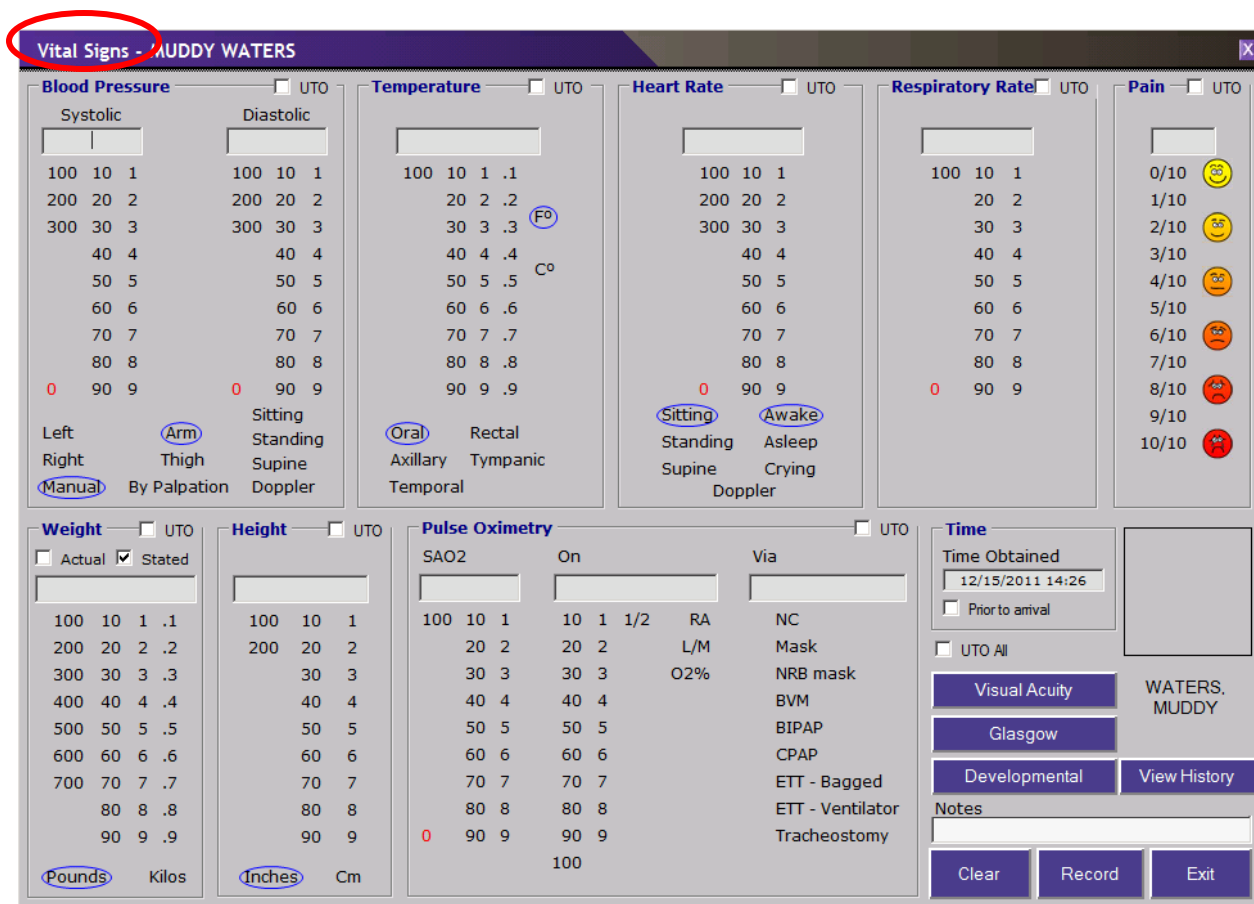 Vital Signs - MUDDY WATERS
X
Blood Pressure UTO
Systolic Diastolic
100 10 1 100 10 1
200 20 2 200 20 2
300 30 3 300 30 3
40 4 40 4
50 5 50 5
60 6 60 6
70 7 70 7
80 8 80 8
0 90 9 0 90 9
Sitting
Left Arm Standing
Right Thigh Supine
Manual By Palpation Doppler
Temperature UTO
100 10 1 .1
20 2 .2
Fº
30 3 .3
40 4 .4
Cº
50 5 .5
60 6 .6
70 7 .7
80 8 .8
90 9 .9
Oral Rectal
Axillary Tympanic
Temporal
Heart Rate UTO
100 10 1
200 20 2
300 30 3
40 4
50 5
60 6
70 7
80 8
0 90 9
Sitting Awake
Standing Asleep
Supine Crying
Doppler
Respiratory Rate UTO
100 10 1
20 2
30 3
40 4
50 5
60 6
70 7
80 8
0 90 9
Pain UTO
0/10
1/10
2/10
3/10
4/10
5/10
6/10
7/10
8/10
9/10
10/10
Weight UTO
Actual Stated
100 10 1 .1
200 20 2 .2
300 30 3 .3
400 40 4 .4
500 50 5 .5
600 60 6 .6
700 70 7 .7
80 8 .8
90 9 .9
Pounds Kilos
Height UTO
100 10 1
200 20 2
30 3
40 4
50 5
60 6
70 7
80 8
90 9
Inches Cm
Pulse Oximetry UTO
SAO2 On Via
100 10 1 10 1 1/2 RA NC
20 2 20 2 L/M Mask
30 3 30 3 O2% NRB mask
40 4 40 4 BVM
50 5 50 5 BIPAP
60 6 60 6 CPAP
70 7 70 7 ETT - Bagged
80 8 80 8 ETT - Ventilator
0 90 9 90 9 Tracheostomy
100
Time
Time Obtained
12/15/2011 14:26
Prior to arrival
UTO All
Visual Acuity
Glasgow
Developmental
WATERS,
MUDDY
View History
Notes
Clear Record Exit